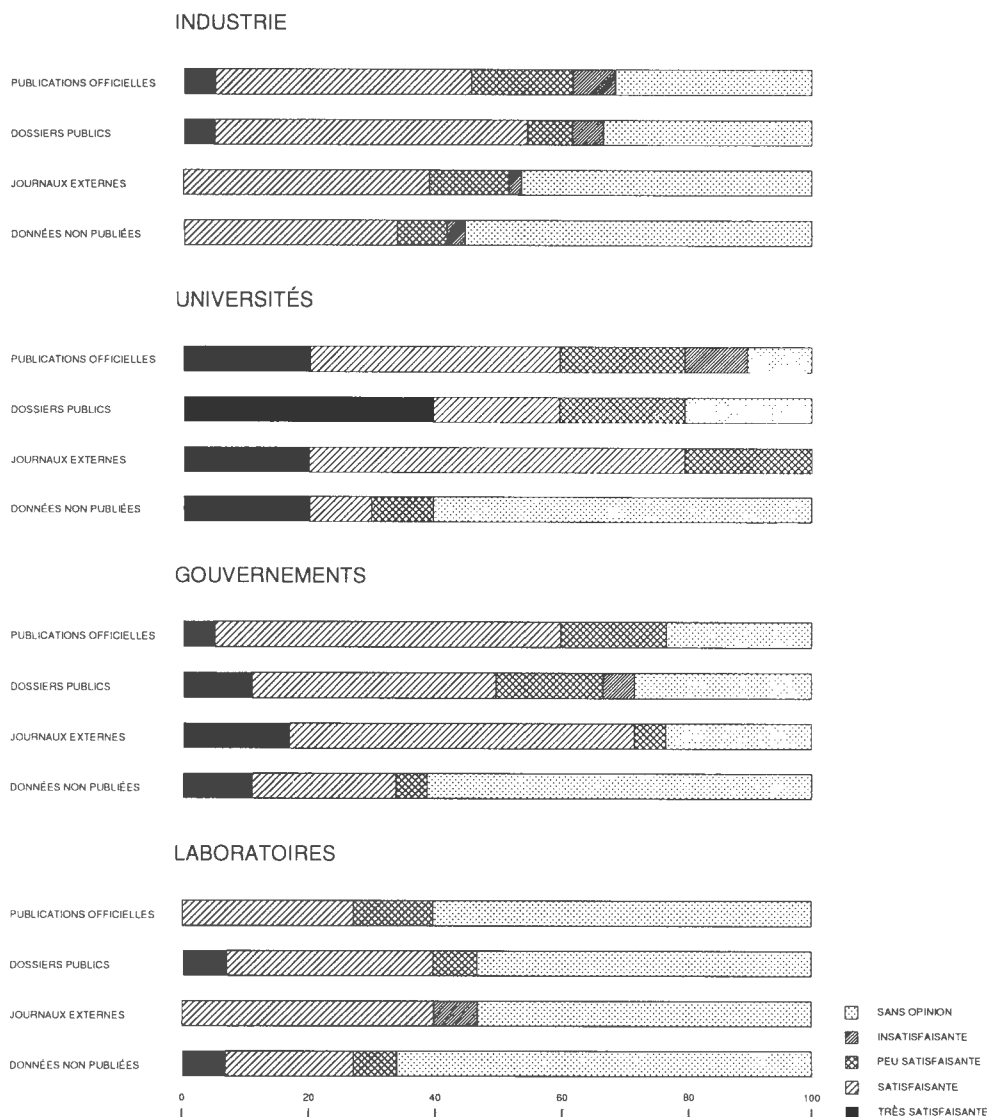 INDUSTRIE
PUBLICATIONS OFFICIELLES
DOSSIERS PUBLICS
JOURNAUX EXTERNES
DONNÉES NON PUBLIÉES
UNIVERSITÉS
PUBLICATIONS OFFICIELLES
DOSSIERS PUBLICS
JOURNAUX EXTERNES
DONNÉES NON PUBLIÉES
GOUVERNEMENTS
PUBLICATIONS OFFICIELLES
DOSSIERS PUBLICS
JOURNAUX EXTERNES
DONNÉES NON PUBLIÉES
LABORATOIRES
PUBLICATIONS OFFICIELLES
DOSSIERS PUBLICS
JOURNAUX EXTERNES
DONNÉES NON PUBLIÉES
0 20 40 60 80 100
SANS OPINION
INSATISFAISANTE
PEU SATISFAISANTE
SATISFAISANTE
TRÈS SATISFAISANTE